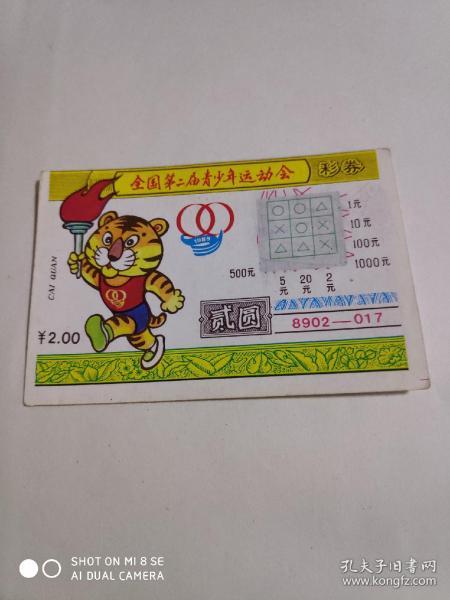 全国第二届青少年运动会
彩券
1989
1元
10元
100元
500元
1000元
5元
20元
2元
CAI QUAN
¥2.00
贰圆
8902—017
SHOT ON MI 8 SE
AI DUAL CAMERA
孔夫子旧书网
www.kongfz.com